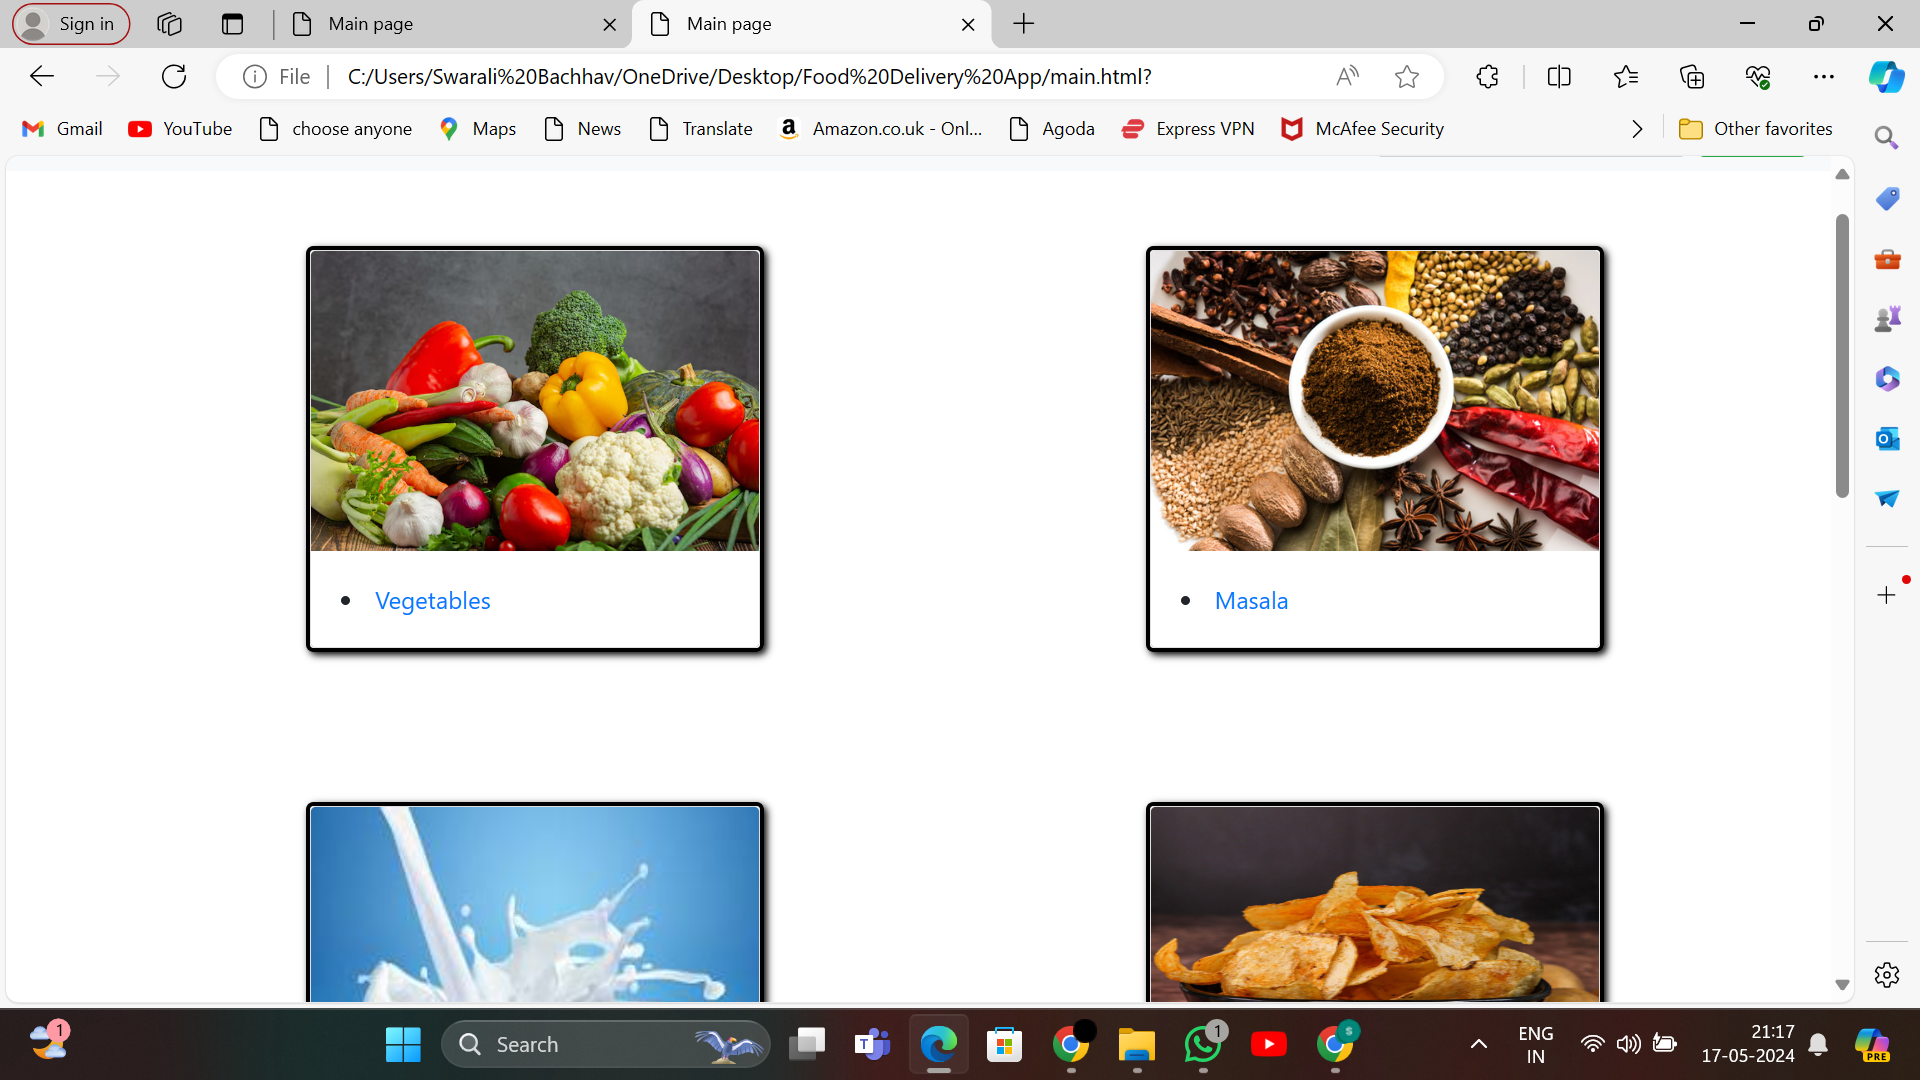 Sign in
Main page
Main page
File
C:/Users/Swarali%20Bachhav/OneDrive/Desktop/Food%20Delivery%20App/main.html?
Gmail
YouTube
choose anyone
Maps
News
Translate
Amazon.co.uk - Onl...
Agoda
Express VPN
McAfee Security
Other favorites
Vegetables
Masala
1
Search
T
1
S
ENG
IN
21:17
17-05-2024
PRE